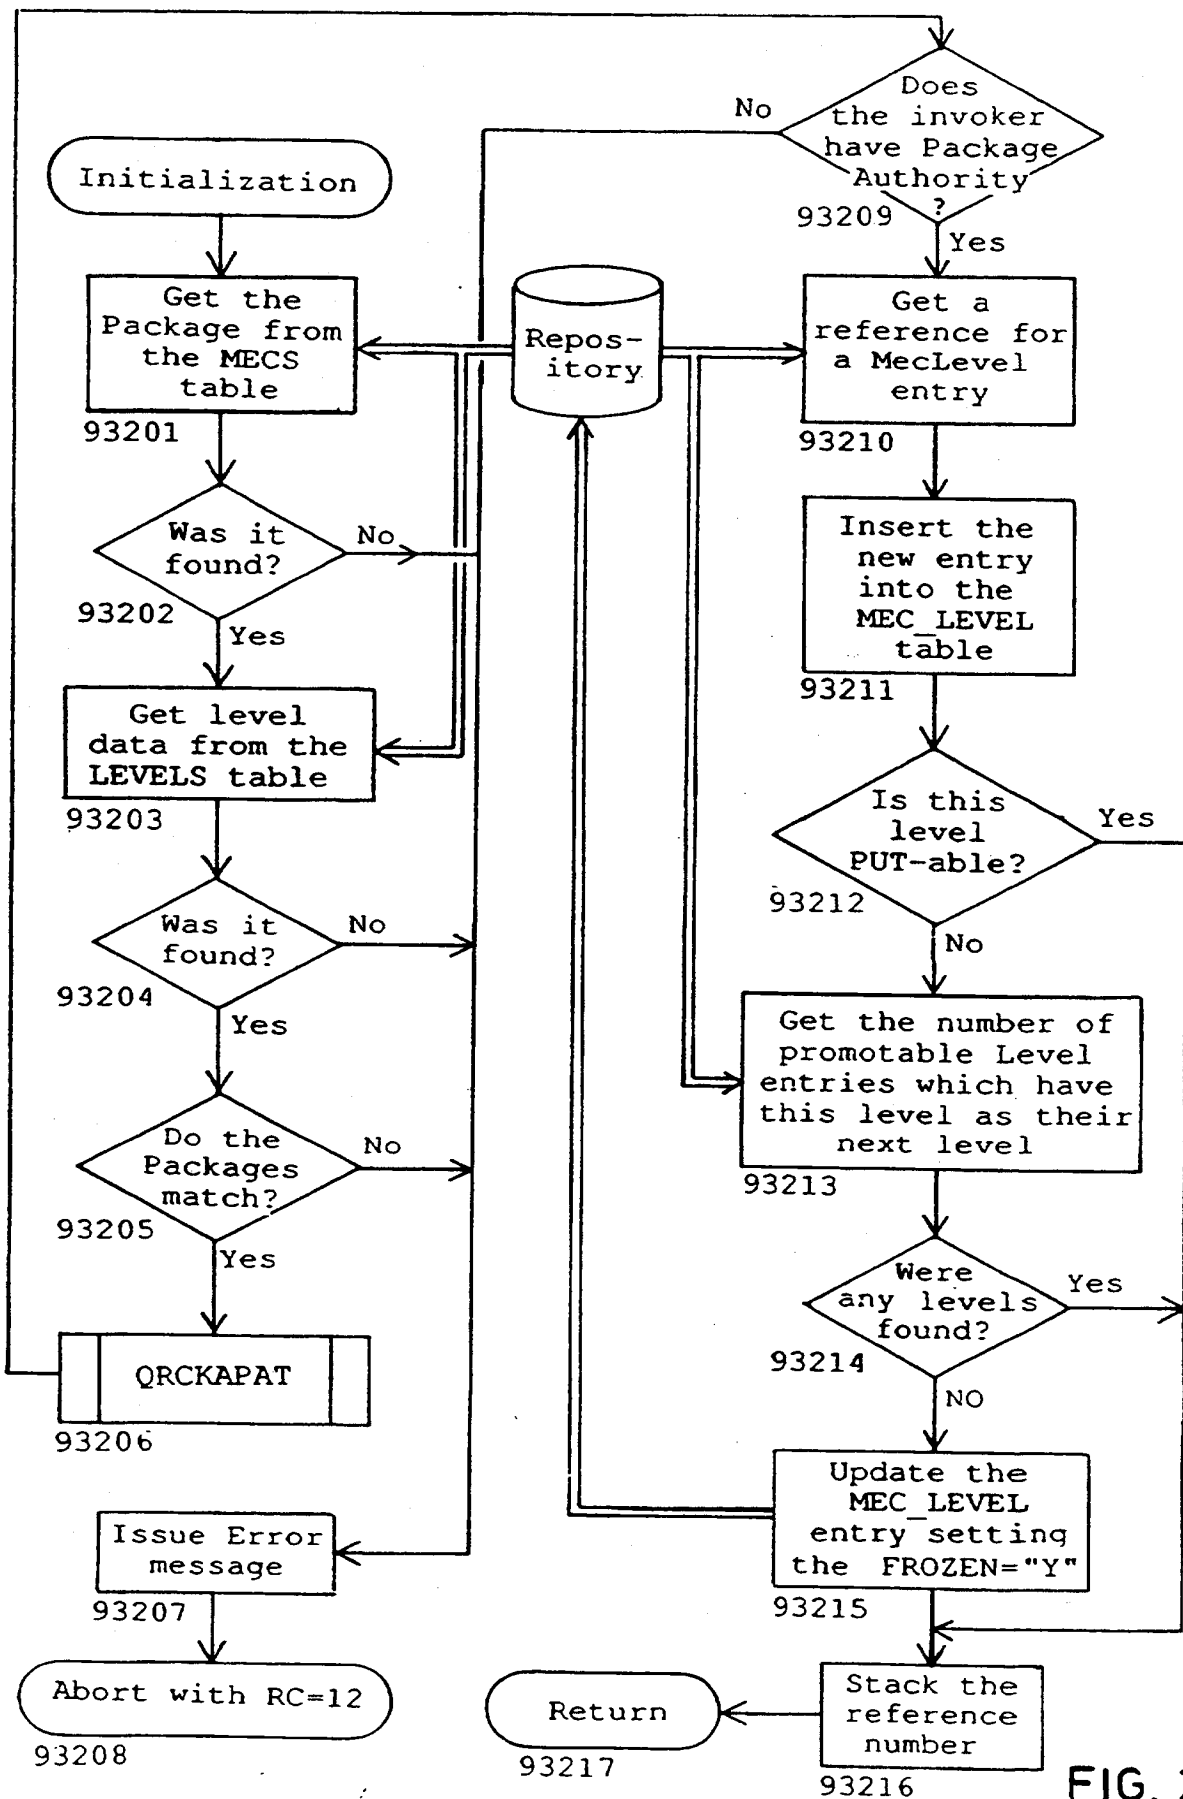 Initialization
Get the
Package from
the MECS
table
93201
Was it
found?
No
93202
Yes
Get level
data from the
LEVELS table
93203
Was it
found?
No
93204
Yes
Do the
Packages
match?
No
93205
Yes
QRCKAPAT
93206
Issue Error
message
93207
Abort with RC=12
93208
Repos-
itory
Does
the invoker
have Package
Authority
?
No
93209
Yes
Get a
reference for
a MecLevel
entry
93210
Insert the
new entry
into the
MEC_LEVEL
table
93211
Is this
level
PUT-able?
Yes
93212
No
Get the number of
promotable Level
entries which have
this level as their
next level
93213
Were
any levels
found?
Yes
93214
NO
Update the
MEC_LEVEL
entry setting
the FROZEN="Y"
93215
Stack the
reference
number
93216
Return
93217
FIG.